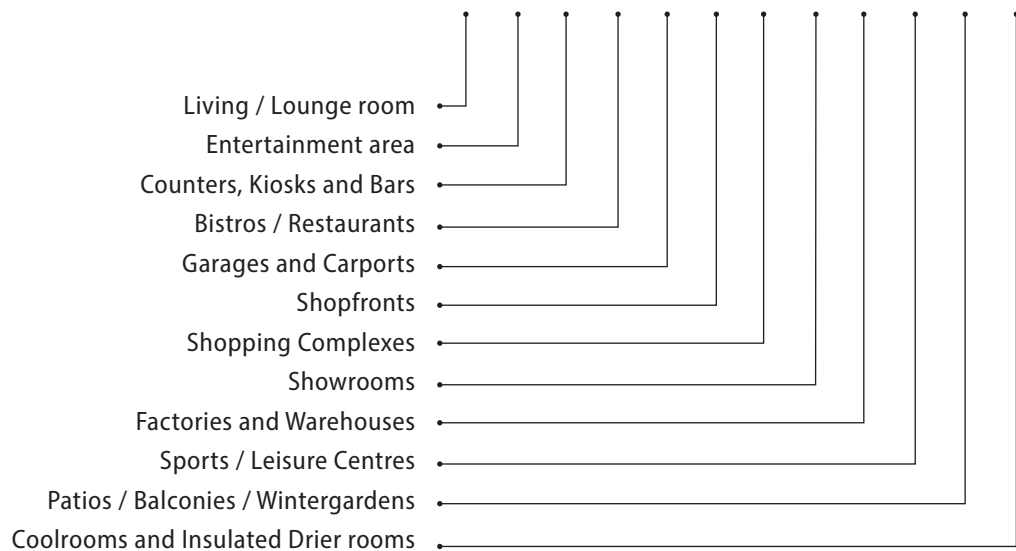 Living / Lounge room
Entertainment area
Counters, Kiosks and Bars
Bistros / Restaurants
Garages and Carports
Shopfronts
Shopping Complexes
Showrooms
Factories and Warehouses
Sports / Leisure Centres
Patios / Balconies / Wintergardens
Coolrooms and Insulated Drier rooms